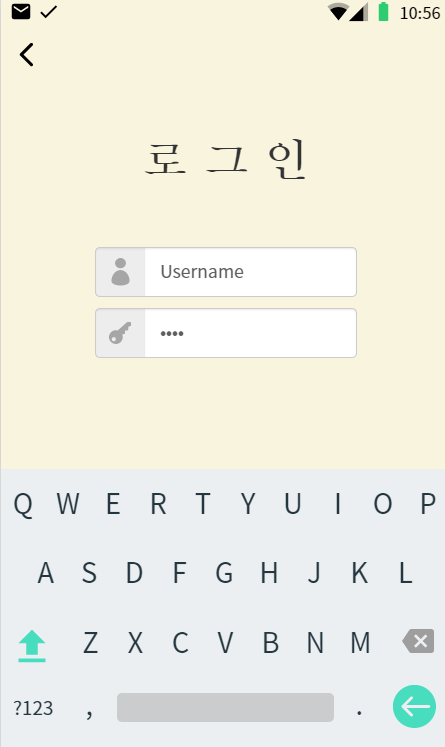 10:56
로그인
Username
••••
Q W E R T Y U I O P
A S D F G H J K L
Z X C V B N M
?123 , .